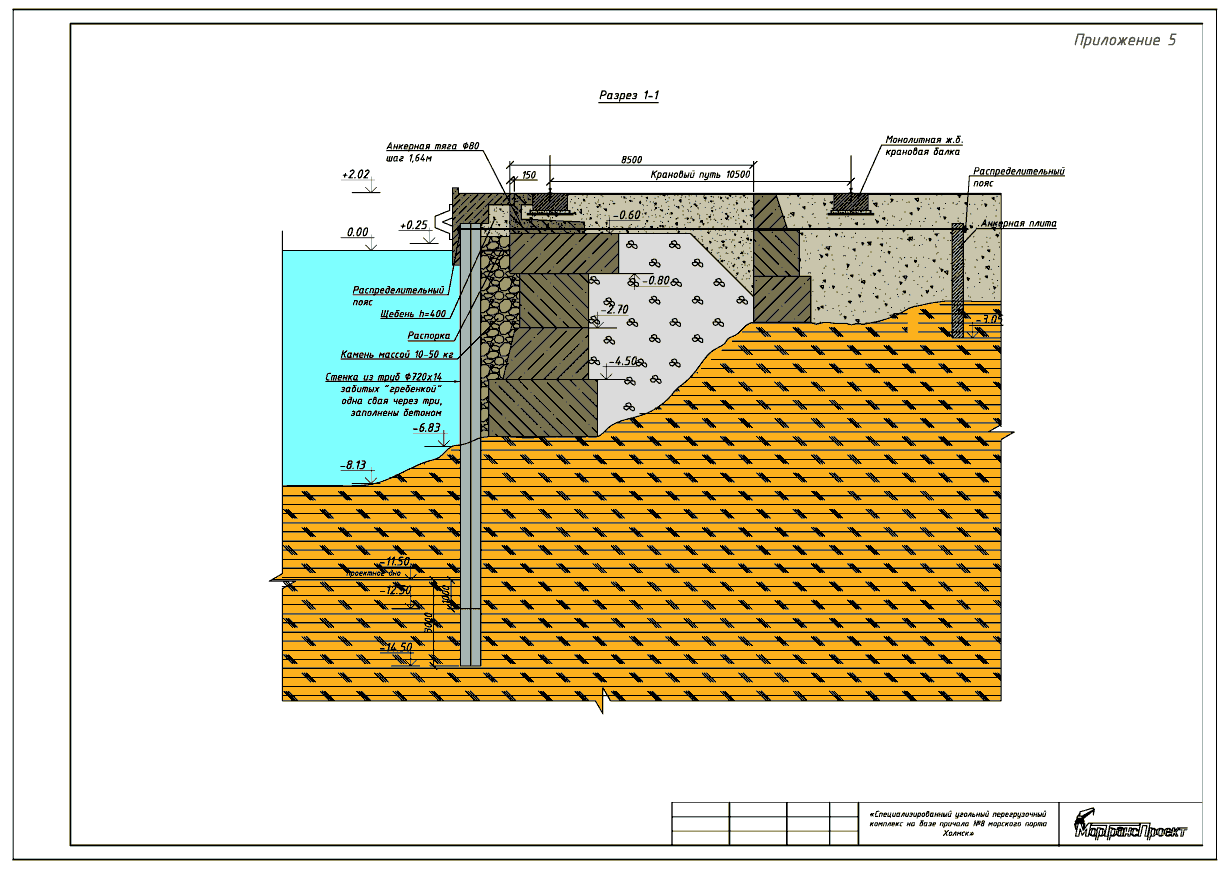 Приложение 5
Разрез 1-1
Анкерная тяга Ф80
шаг 1,64м
8500
150
Крановый путь 10500
Монолитная ж.б.
крановая балка
Распределительный
пояс
Анкерная плита
+2.02
+0.25
0.00
-0.60
-0.80
-2.70
-3.05
-4.50
Распределительный
пояс
Щебень h=400
Распорка
Камень массой 10-50 кг
Стенка из труб Ф720х14
забитых "гребенкой"
одна свая через три,
заполнены бетоном
-6.83
-8.13
-11.50
проектное дно
-12.50
1000
3000
-14.50
«Специализированный угольный перегрузочный
комплекс на базе причала №8 морского порта
Холмск»
МорТрансПроект